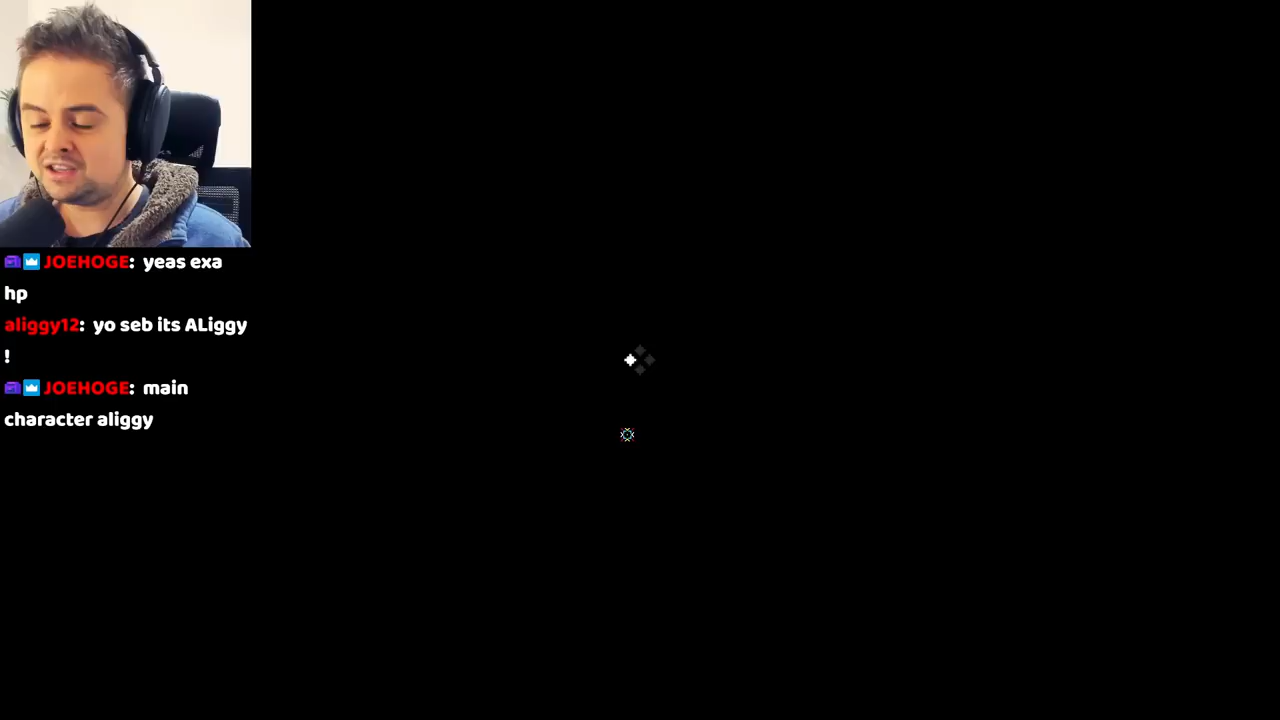 JOEHOGE: yeas exa
hp
aliggy12: yo seb its ALiggy
!
JOEHOGE: main
character aliggy